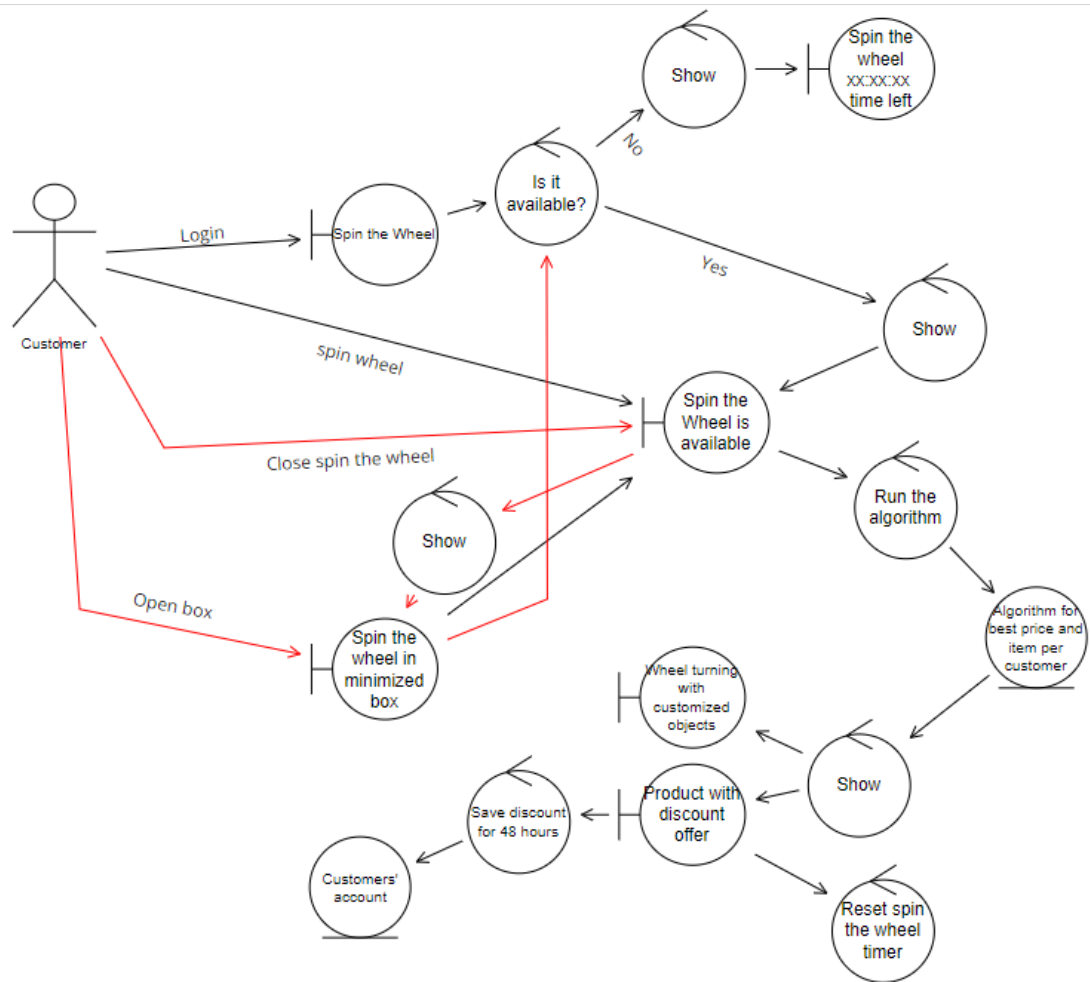 Spin the
wheel
xx:xx:xx
time left
Show
No
Is it
available?
Login
Spin the Wheel
Yes
Customer
Show
spin wheel
Spin the
Wheel is
available
Close spin the wheel
Run the
algorithm
Show
Open box
Spin the
wheel in
minimized
box
Algorithm for
best price and
item per
customer
Wheel turning
with
customized
objects
Show
Product with
discount
offer
Save discount
for 48 hours
Customers'
account
Reset spin
the wheel
timer